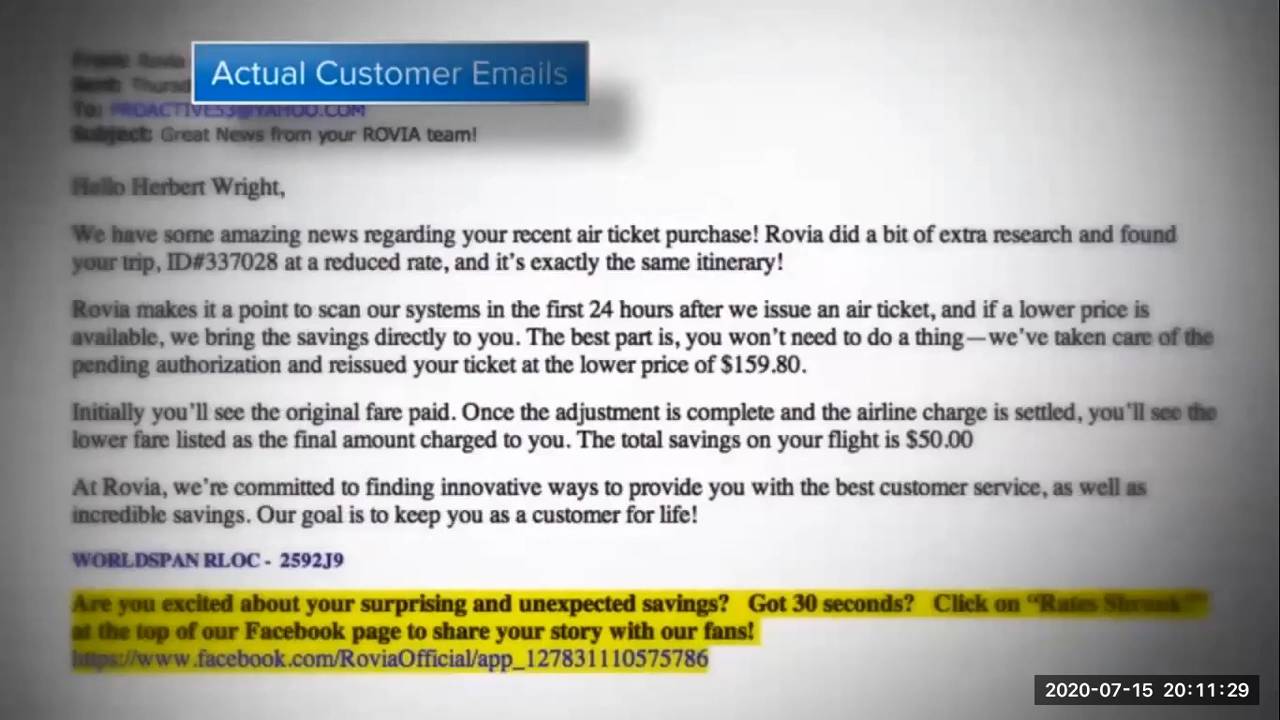 Actual Customer Emails
From: Rovia
Sent: Thursd
To: PROACTIVE53@YAHOO.COM
Subject: Great News from your ROVIA team!
Hello Herbert Wright,
We have some amazing news regarding your recent air ticket purchase! Rovia did a bit of extra research and found
your trip, ID#337028 at a reduced rate, and it's exactly the same itinerary!
Rovia makes it a point to scan our systems in the first 24 hours after we issue an air ticket, and if a lower price is
available, we bring the savings directly to you. The best part is, you won't need to do a thing—we've taken care of the
pending authorization and reissued your ticket at the lower price of $159.80.
Initially you'll see the original fare paid. Once the adjustment is complete and the airline charge is settled, you'll see the
lower fare listed as the final amount charged to you. The total savings on your flight is $50.00
At Rovia, we're committed to finding innovative ways to provide you with the best customer service, as well as
incredible savings. Our goal is to keep you as a customer for life!
WORLDSPAN RLOC - 2592J9
Are you excited about your surprising and unexpected savings? Got 30 seconds? Click on "Rates Shrunk"
at the top of our Facebook page to share your story with our fans!
https://www.facebook.com/RoviaOfficial/app_127831110575786
2020-07-15 20:11:29